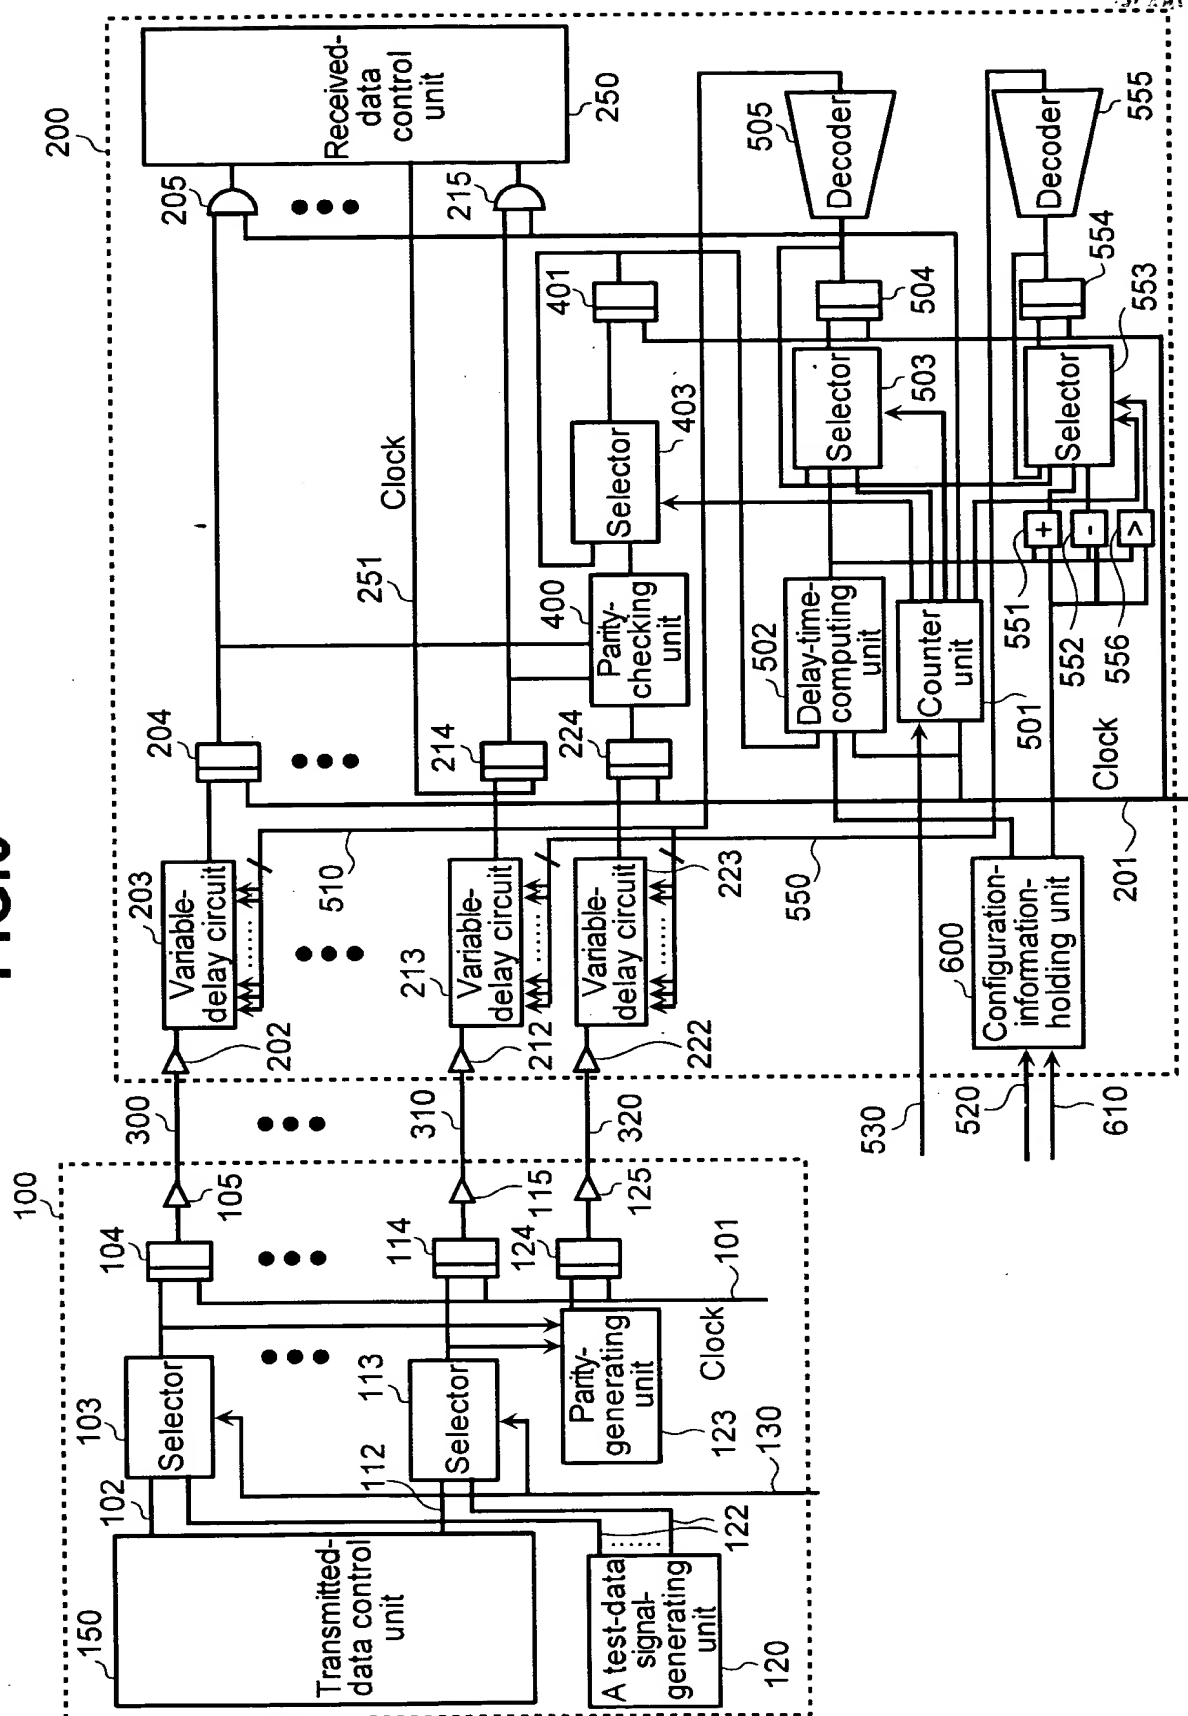 100
150
Transmitted-
data control
unit
102
103
Selector
104
105
300
112
113
Selector
114
115
310
A test-data
signal-
generating
unit
120
122
Parity-
generating
unit
123
124
125
320
130
Clock
101
200
202
203
Variable-
delay circuit
204
205
Received-
data
control
unit
250
510
212
213
Variable-
delay circuit
214
251
Clock
215
222
Variable-
delay circuit
223
224
400
Parity-
checking
unit
Selector
403
401
550
502
Delay-time-
computing
unit
Counter
unit
501
Selector
503
504
505
Decoder
530
520
610
600
Configuration-
information-
holding unit
201
Clock
551
+
552
-
556
>
Selector
553
554
Decoder
555